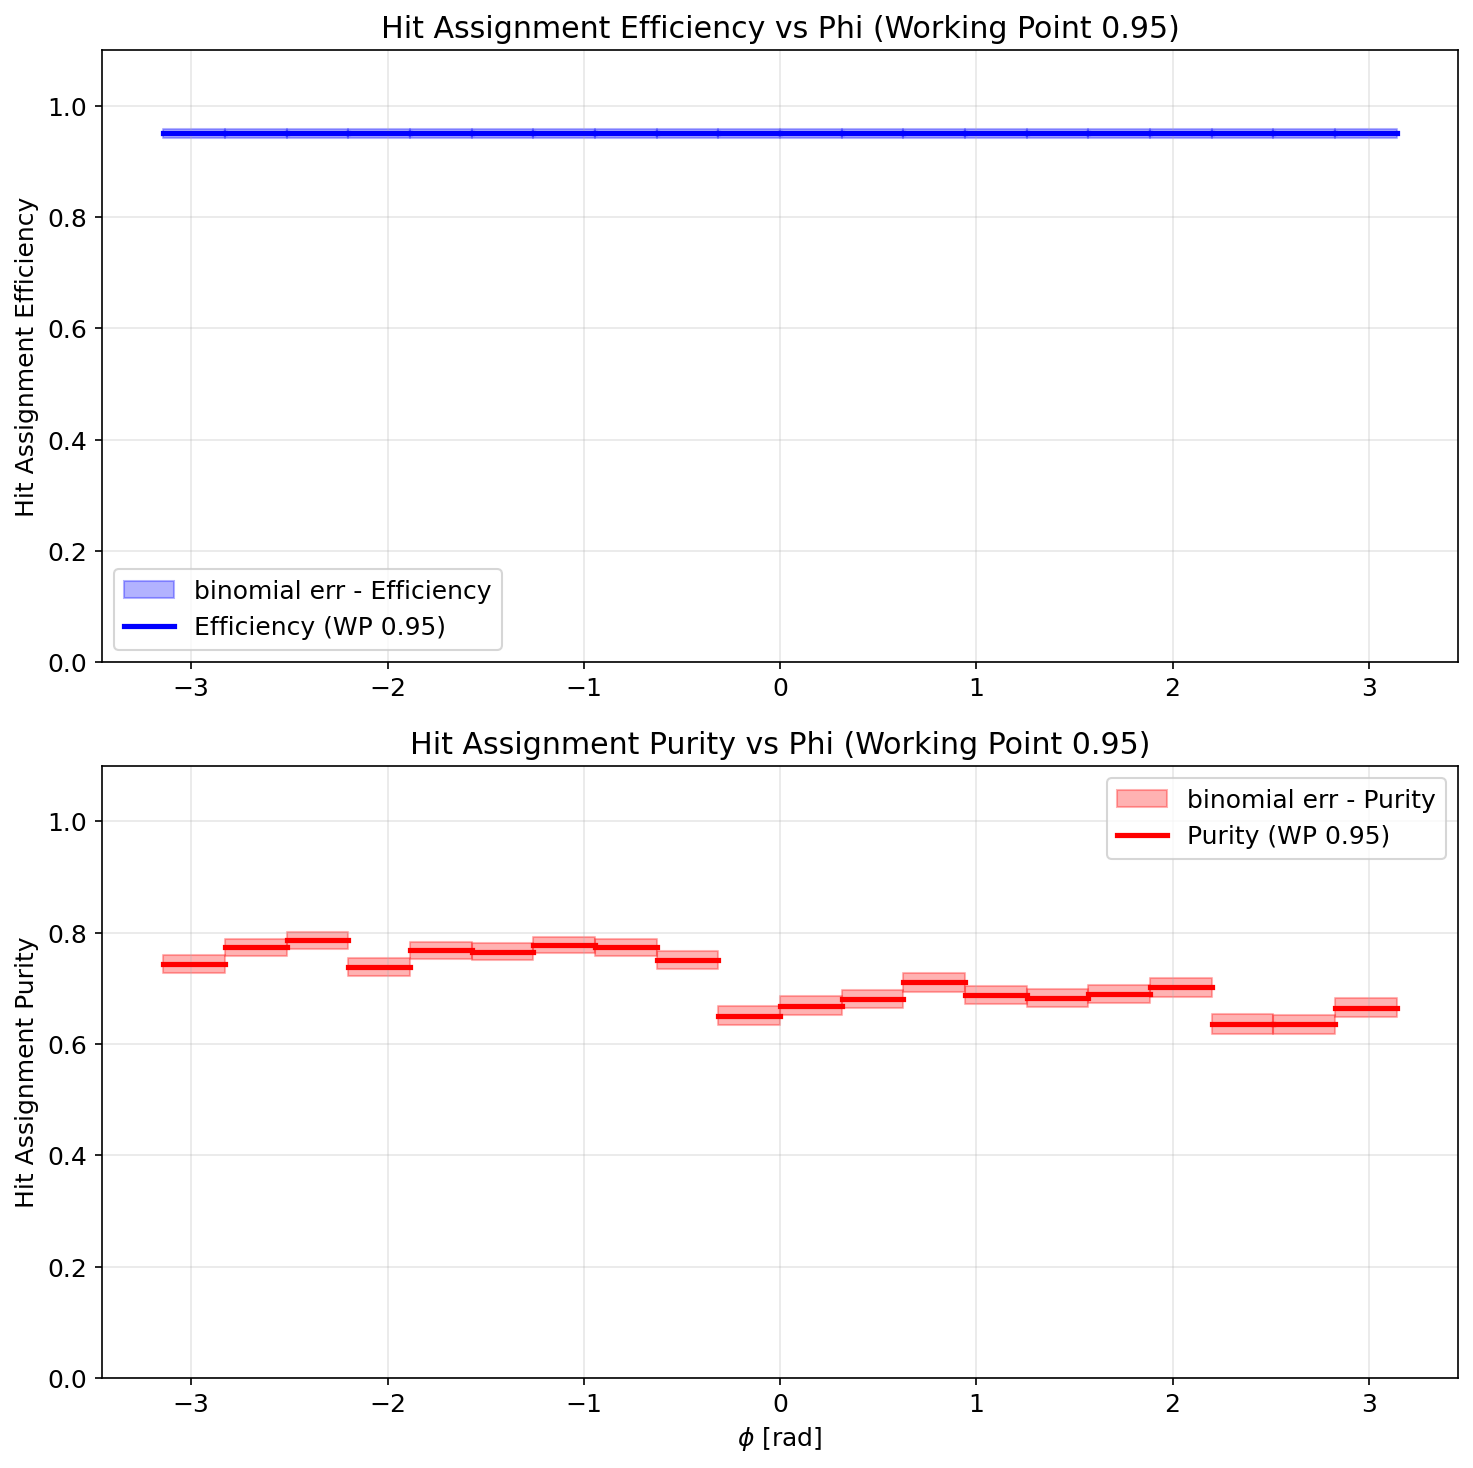 Hit Assignment Efficiency vs Phi (Working Point 0.95)
Hit Assignment Efficiency
1.0
0.8
0.6
0.4
0.2
0.0
binomial err - Efficiency
Efficiency (WP 0.95)
−3 −2 −1 0 1 2 3
Hit Assignment Purity vs Phi (Working Point 0.95)
Hit Assignment Purity
1.0
0.8
0.6
0.4
0.2
0.0
binomial err - Purity
Purity (WP 0.95)
−3 −2 −1 0 1 2 3
ϕ [rad]